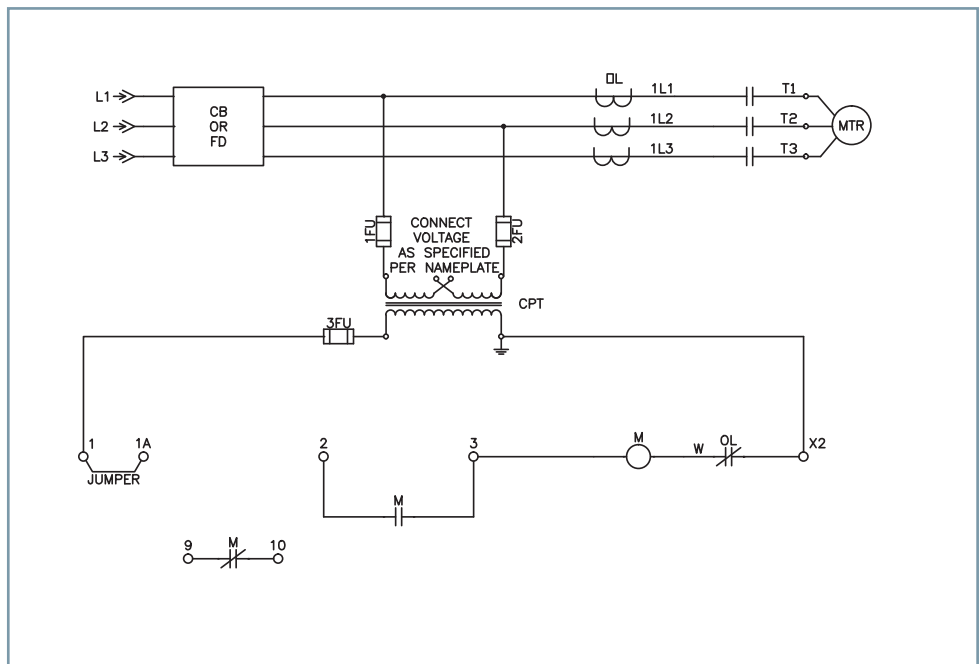 OL
L1
1L1
T1
L2
CB
OR
FD
1L2
T2
MTR
L3
1L3
T3
1FU
CONNECT
VOLTAGE
AS SPECIFIED
PER NAMEPLATE
2FU
CPT
3FU
1
1A
JUMPER
2
3
M
W
OL
X2
M
9
M
10